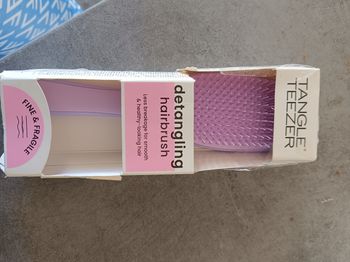 TANGLE
TEEZER
detangling
hairbrush
Less breakage for smooth
& healthy-looking hair
FINE & FRAGILE